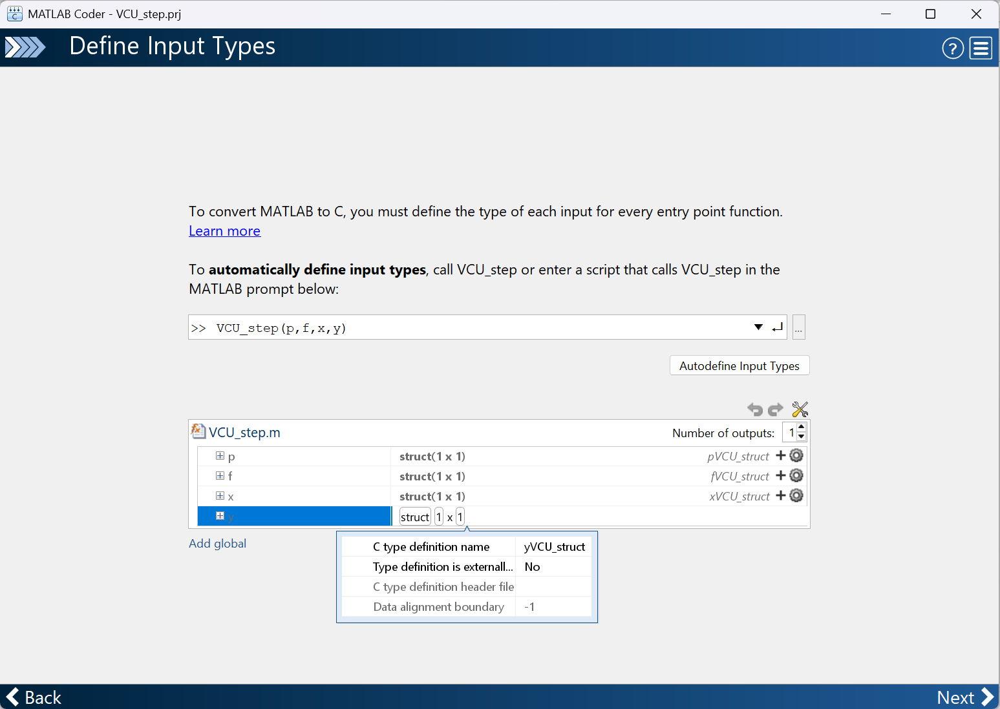 MATLAB Coder - VCU_step.prj
Define Input Types
?
To convert MATLAB to C, you must define the type of each input for every entry point function.
Learn more
To automatically define input types, call VCU_step or enter a script that calls VCU_step in the
MATLAB prompt below:
>> VCU_step(p,f,x,y)
...
Autodefine Input Types
VCU_step.m Number of outputs: 1
p struct(1 x 1) pVCU_struct
f struct(1 x 1) fVCU_struct
x struct(1 x 1) xVCU_struct
y struct 1 x 1
Add global
C type definition name yVCU_struct
Type definition is externall... No
C type definition header file
Data alignment boundary -1
Back
Next